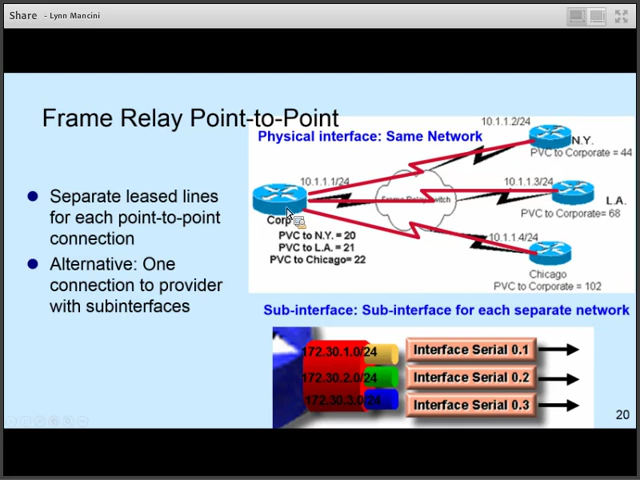 Share - Lynn Mancini
Frame Relay Point-to-Point
Separate leased lines
for each point-to-point
connection
Alternative: One
connection to provider
with subinterfaces
Physical interface: Same Network
10.1.1.2/24
N.Y.
PVC to Corporate = 44
10.1.1.1/24
Frame Relay Switch
10.1.1.3/24
L.A.
PVC to Corporate= 68
Corp
PVC to N.Y. = 20
PVC to L.A. = 21
PVC to Chicago= 22
10.1.1.4/24
Chicago
PVC to Corporate = 102
Sub-interface: Sub-interface for each separate network
172.30.1.0/24
Interface Serial 0.1
172.30.2.0/24
Interface Serial 0.2
172.30.3.0/24
Interface Serial 0.3
20